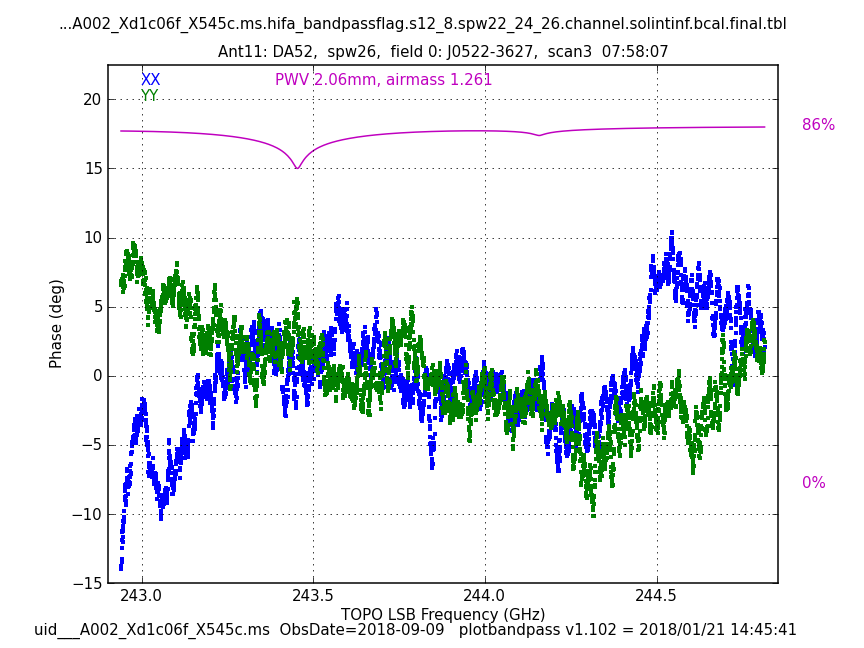 ...A002_Xd1c06f_X545c.ms.hifa_bandpassflag.s12_8.spw22_24_26.channel.solintinf.bcal.final.tbl
Ant11: DA52,  spw26,  field 0: J0522-3627,  scan3  07:58:07
XX
PWV 2.06mm, airmass 1.261
YY
20
86%
15
10
5
Phase (deg)
0
−5
0%
−10
−15
243.0
243.5
244.0
244.5
TOPO LSB Frequency (GHz)
uid___A002_Xd1c06f_X545c.ms  ObsDate=2018-09-09   plotbandpass v1.102 = 2018/01/21 14:45:41